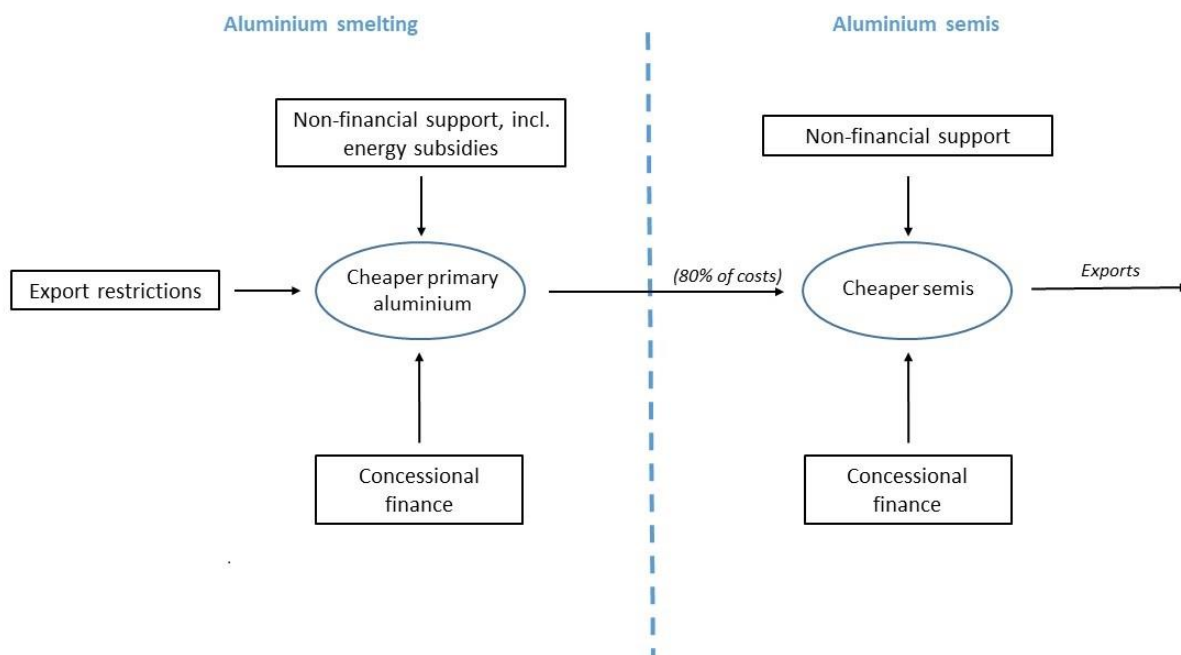 Aluminium smelting
Aluminium semis
Non-financial support, incl.
energy subsidies
Non-financial support
Export restrictions
Cheaper primary
aluminium
(80% of costs)
Cheaper semis
Exports
Concessional
finance
Concessional
finance
.